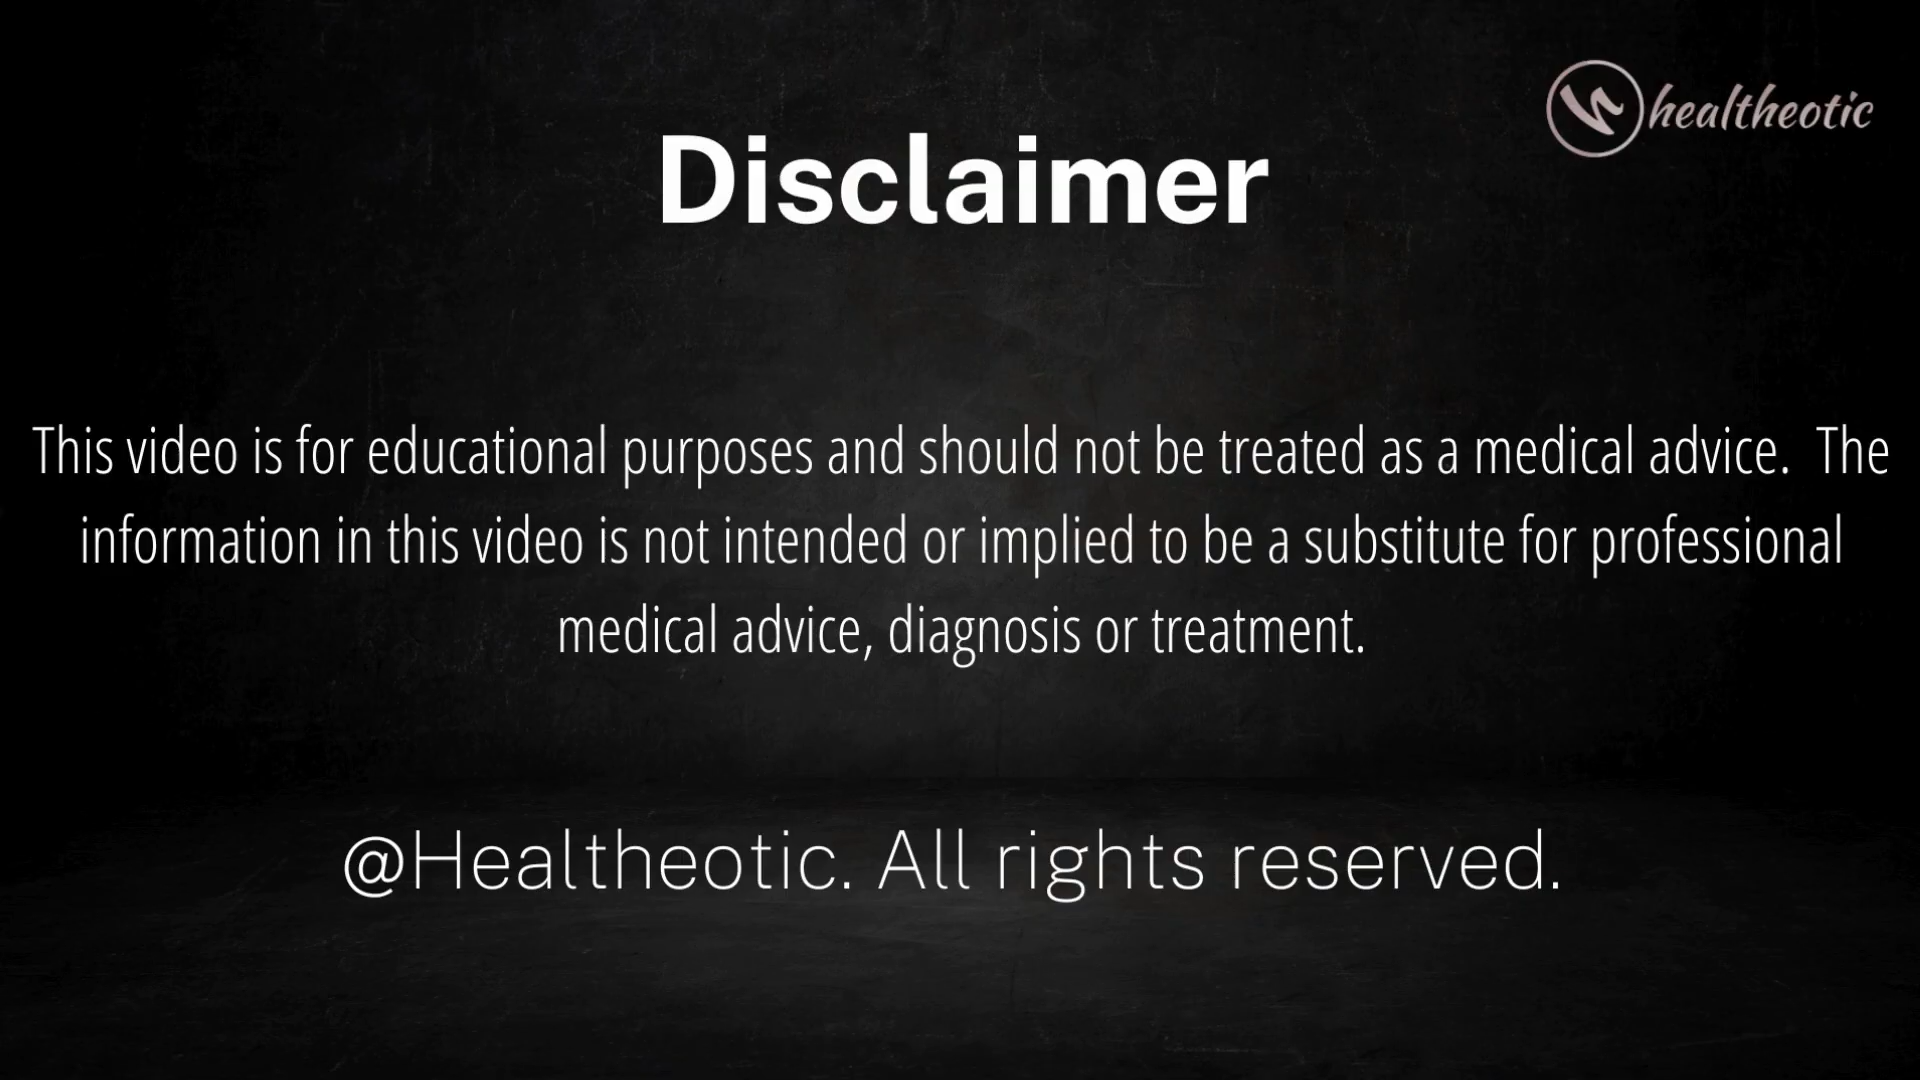 healtheotic
Disclaimer
This video is for educational purposes and should not be treated as a medical advice.  The
information in this video is not intended or implied to be a substitute for professional
medical advice, diagnosis or treatment.
@Healtheotic. All rights reserved.